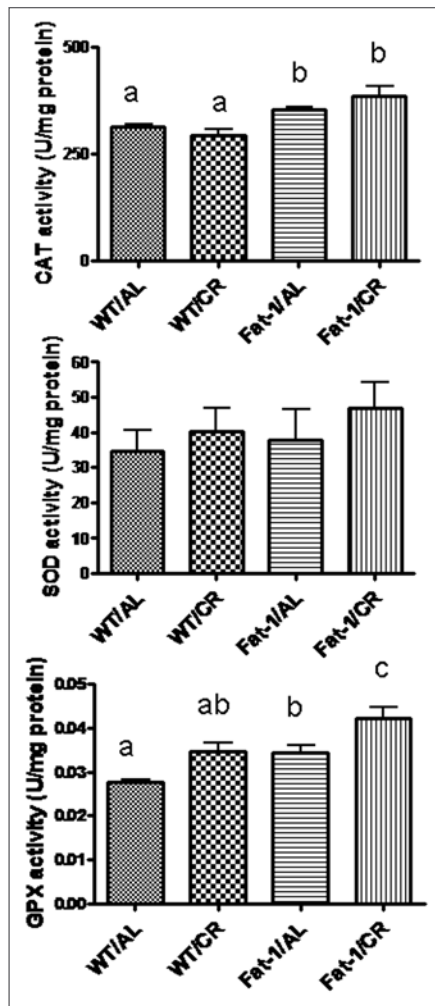 CAT activity (U/mg protein)
500
250
0
a
a
b
b
WT/AL
WT/CR
Fat-1/AL
Fat-1/CR
SOD activity (U/mg protein)
60
50
40
30
20
10
0
WT/AL
WT/CR
Fat-1/AL
Fat-1/CR
GPX activity (U/mg protein)
0.05
0.04
0.03
0.02
0.01
0.00
a
ab
b
c
WT/AL
WT/CR
Fat-1/AL
Fat-1/CR